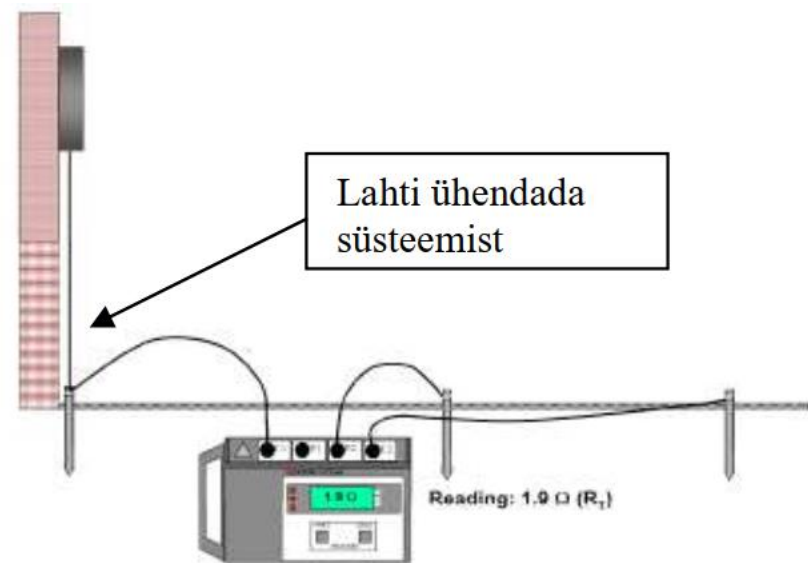 Lahti ühendada
süsteemist
1.9 Ω
Reading: 1.9 Ω (R_T)